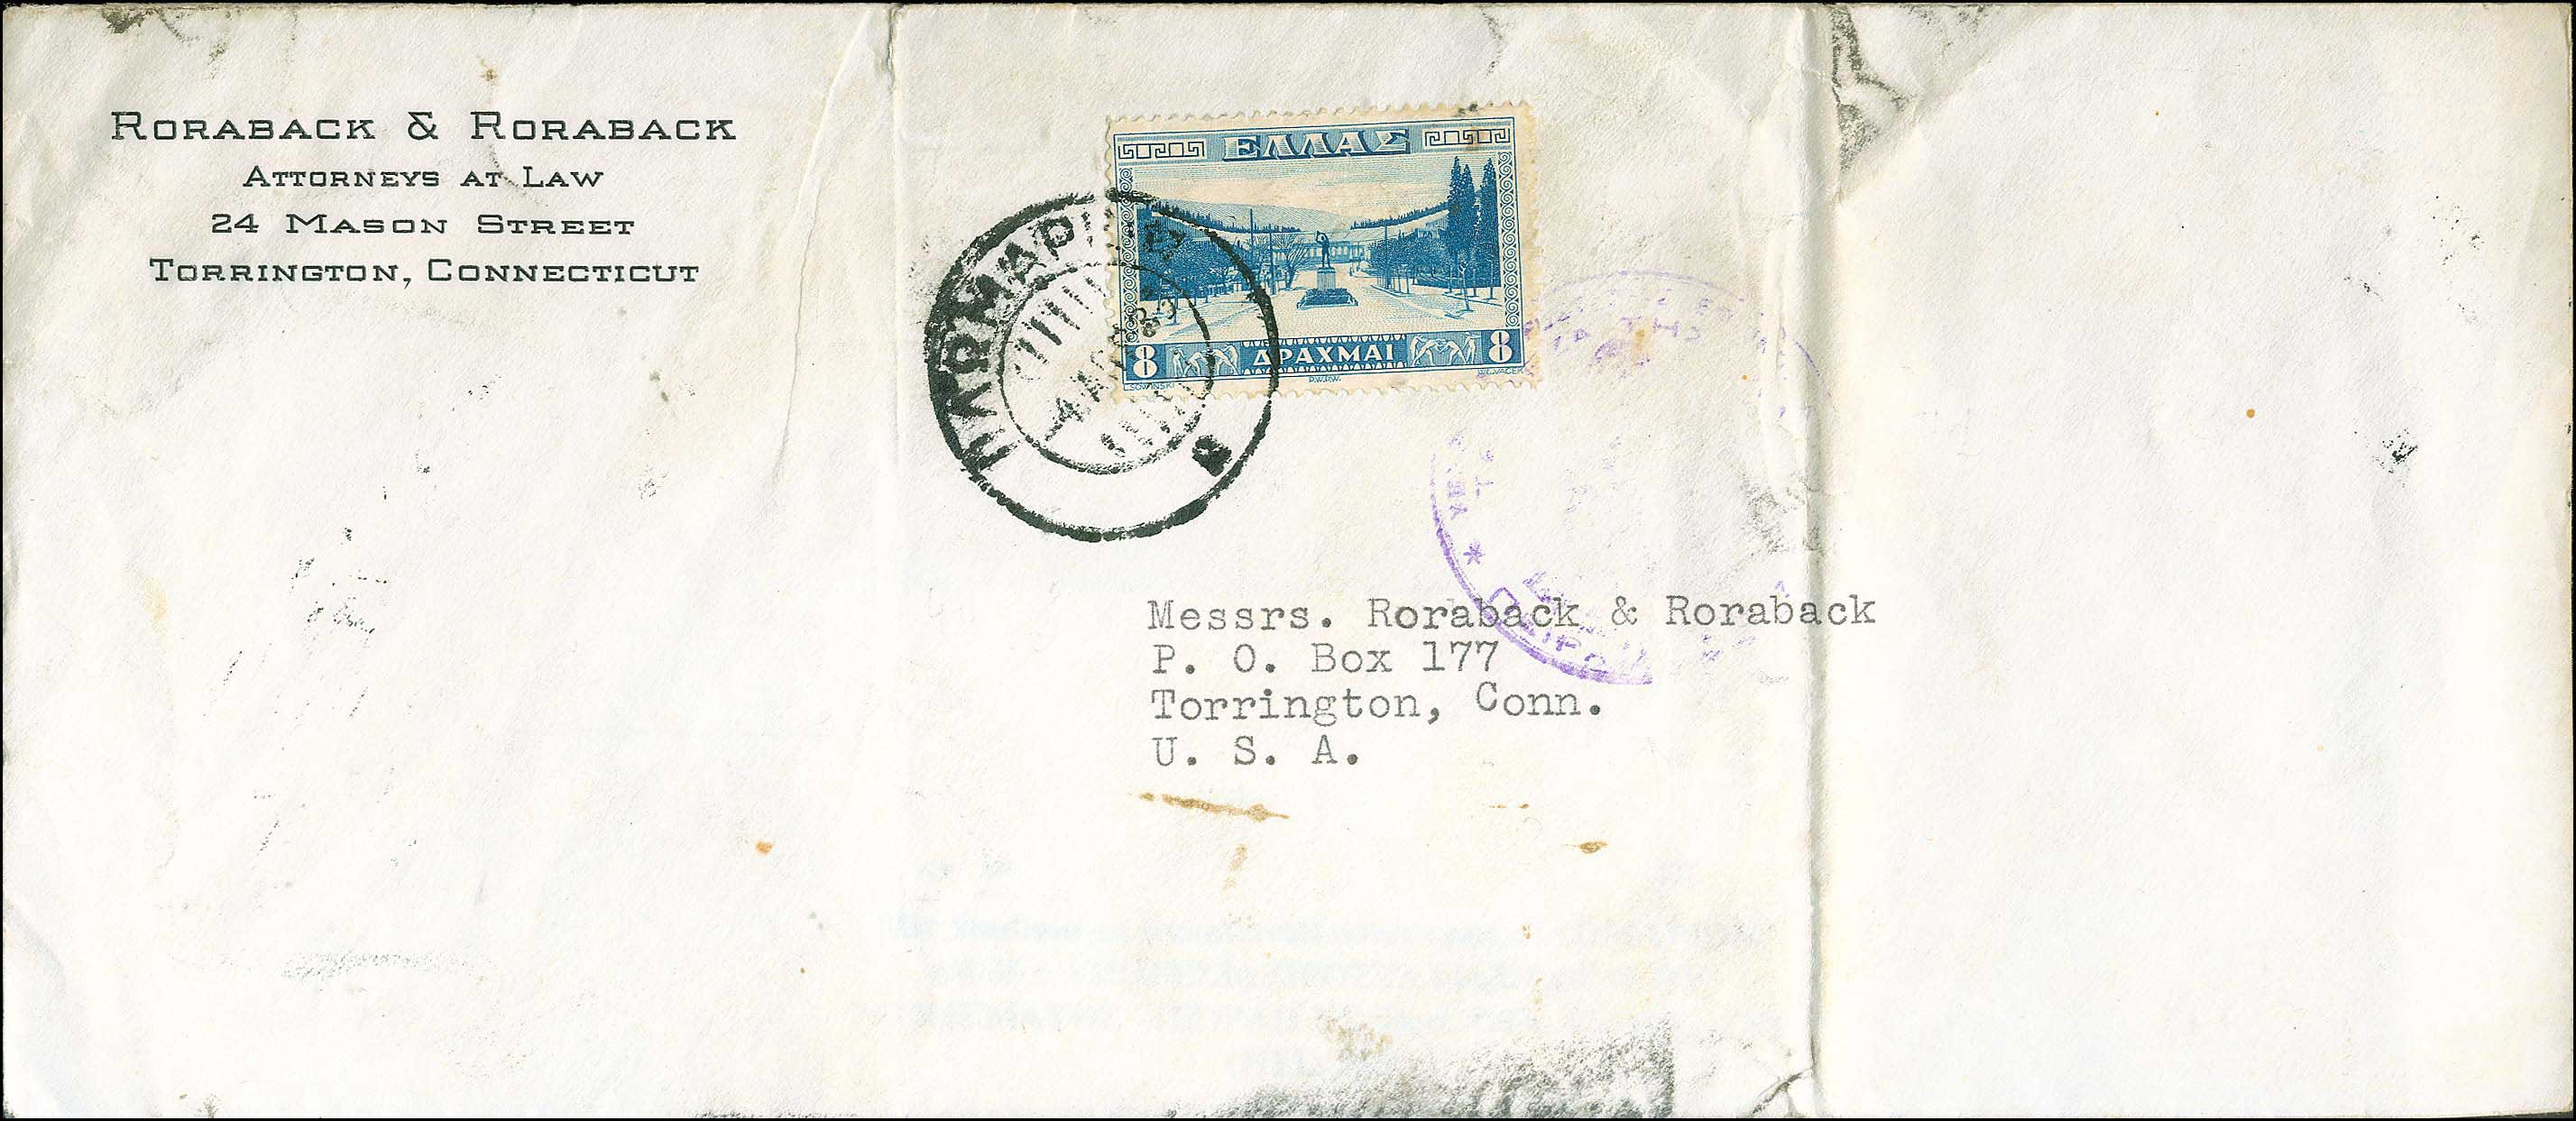 RORABACK & RORABACK
ATTORNEYS AT LAW
24 MASON STREET
TORRINGTON, CONNECTICUT
ΕΛΛΑΣ
8 ΔΡΑΧΜΑΙ 8
P.W.P.W.
Messrs. Roraback & Roraback
P. O. Box 177
Torrington, Conn.
U. S. A.